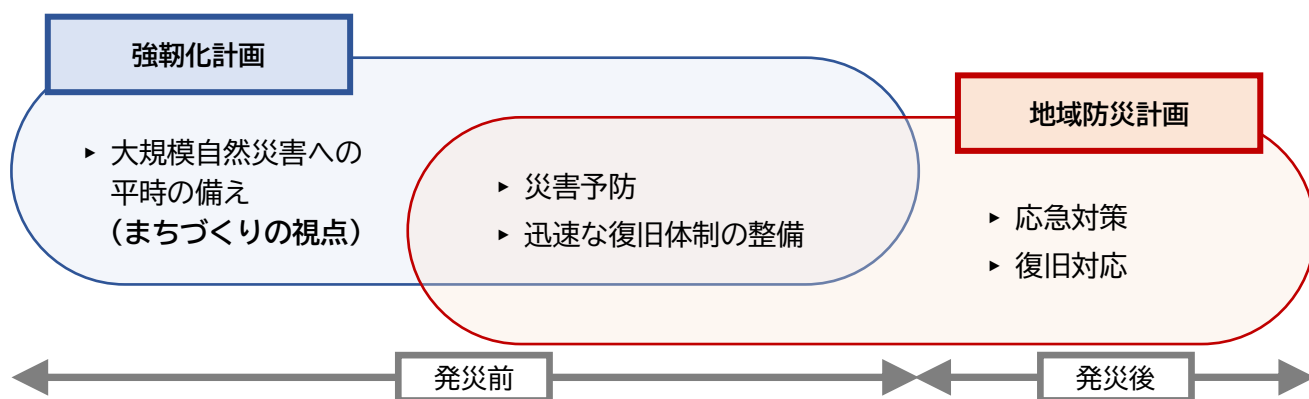 強靭化計画
▸ 大規模自然災害への
平時の備え
（まちづくりの視点）
▸ 災害予防
▸ 迅速な復旧体制の整備
地域防災計画
▸ 応急対策
▸ 復旧対応
発災前
発災後